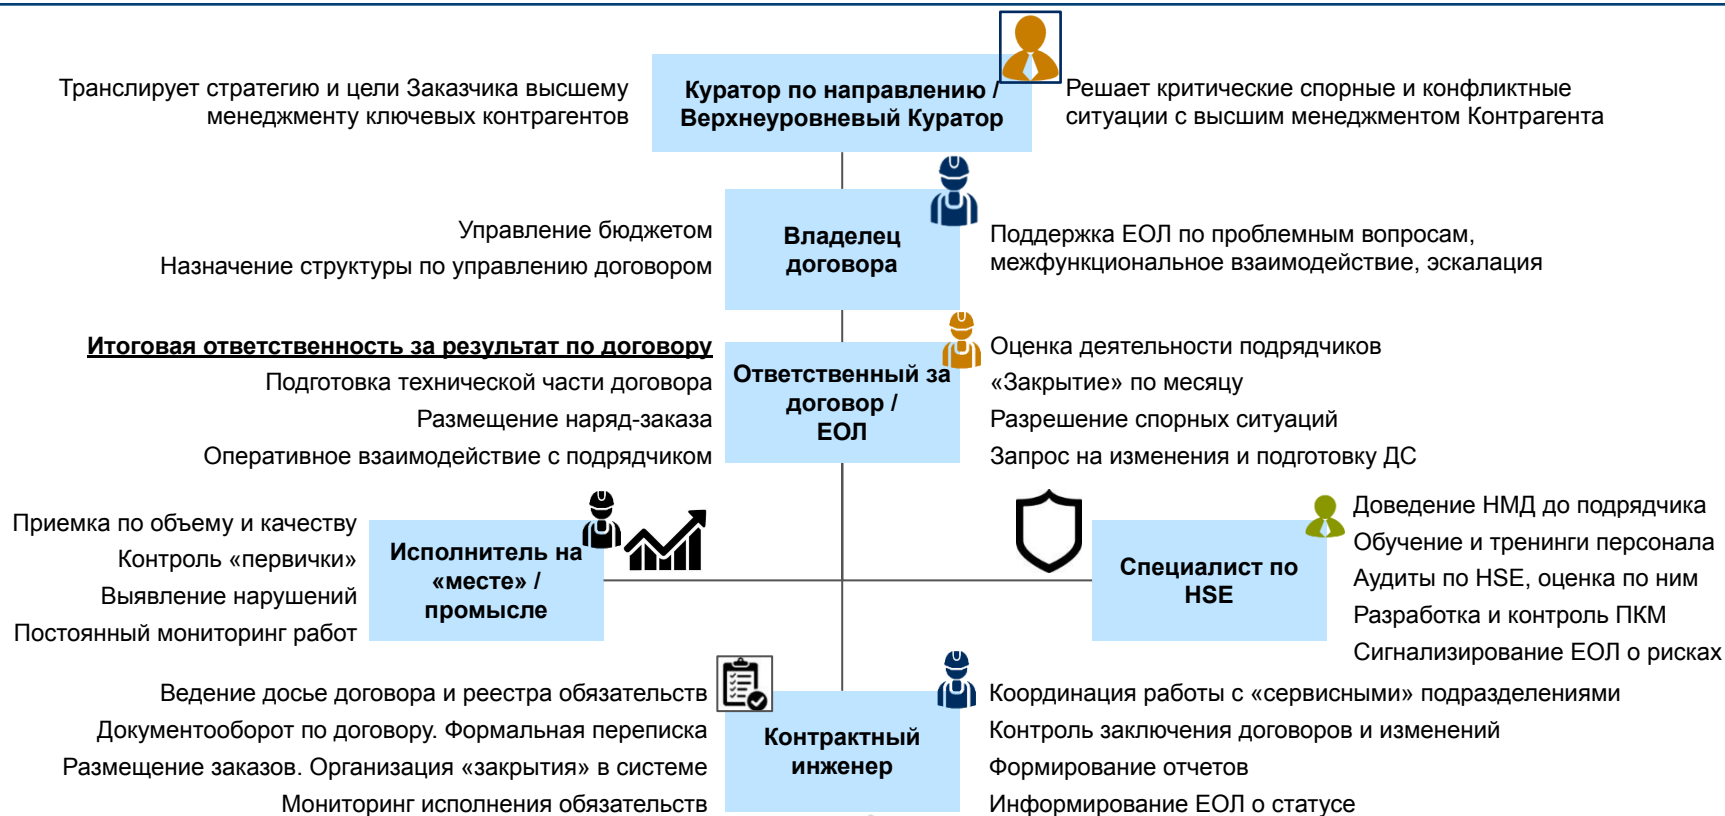 Транслирует стратегию и цели Заказчика высшему
менеджменту ключевых контрагентов
Куратор по направлению /
Верхнеуровневый Куратор
Решает критические спорные и конфликтные
ситуации с высшим менеджментом Контрагента
Управление бюджетом
Назначение структуры по управлению договором
Владелец
договора
Поддержка ЕОЛ по проблемным вопросам,
межфункциональное взаимодействие, эскалация
Итоговая ответственность за результат по договору
Подготовка технической части договора
Размещение наряд-заказа
Оперативное взаимодействие с подрядчиком
Ответственный за
договор /
ЕОЛ
Оценка деятельности подрядчиков
«Закрытие» по месяцу
Разрешение спорных ситуаций
Запрос на изменения и подготовку ДС
Приемка по объему и качеству
Контроль «первички»
Выявление нарушений
Постоянный мониторинг работ
Исполнитель на
«месте» /
промысле
Специалист по
HSE
Доведение НМД до подрядчика
Обучение и тренинги персонала
Аудиты по HSE, оценка по ним
Разработка и контроль ПКМ
Сигнализирование ЕОЛ о рисках
Ведение досье договора и реестра обязательств
Документооборот по договору. Формальная переписка
Размещение заказов. Организация «закрытия» в системе
Мониторинг исполнения обязательств
Контрактный
инженер
Координация работы с «сервисными» подразделениями
Контроль заключения договоров и изменений
Формирование отчетов
Информирование ЕОЛ о статусе